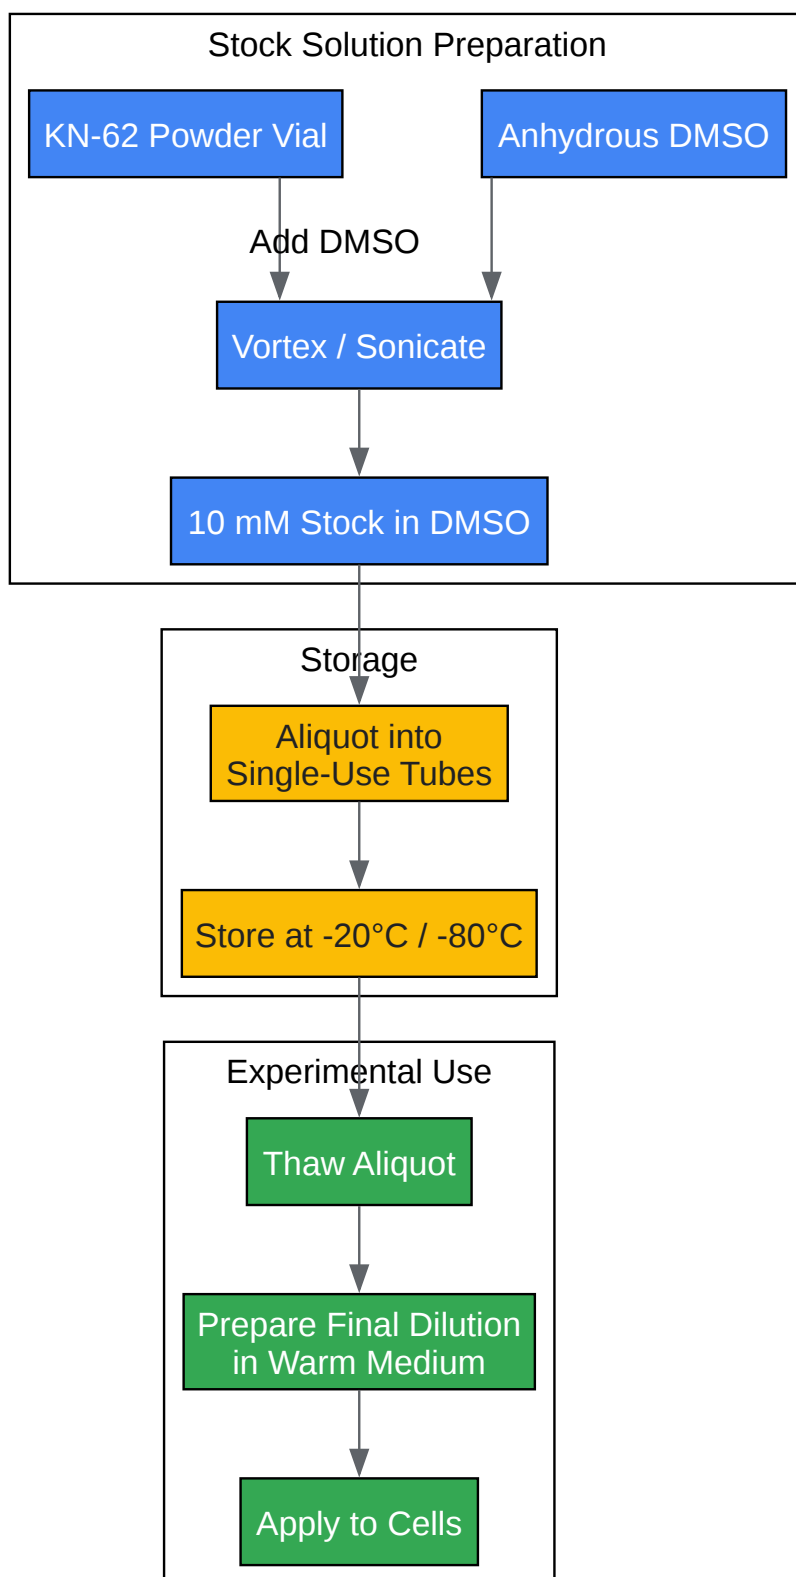 Stock Solution Preparation
KN-62 Powder Vial
Anhydrous DMSO
Add DMSO
Vortex / Sonicate
10 mM Stock in DMSO
Storage
Aliquot into
Single-Use Tubes
Store at -20°C / -80°C
Experimental Use
Thaw Aliquot
Prepare Final Dilution
in Warm Medium
Apply to Cells